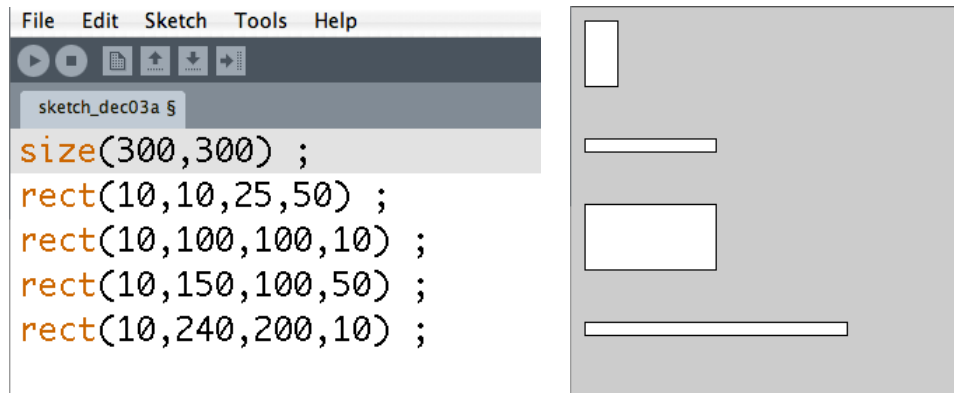 File Edit Sketch Tools Help
sketch_dec03a §
size(300,300) ;
rect(10,10,25,50) ;
rect(10,100,100,10) ;
rect(10,150,100,50) ;
rect(10,240,200,10) ;